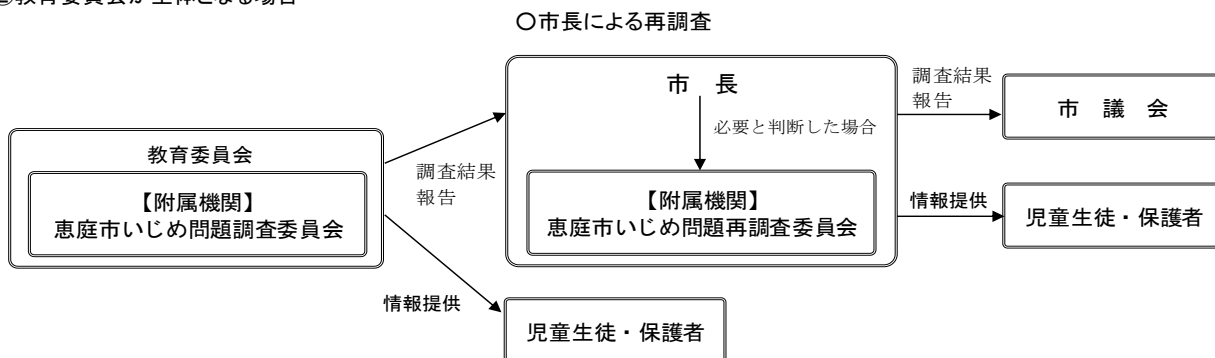 教育委員会が主体となる場合
〇市長による再調査
教育委員会
【附属機関】
恵庭市いじめ問題調査委員会
調査結果
報告
情報提供
児童生徒・保護者
市　長
必要と判断した場合
【附属機関】
恵庭市いじめ問題再調査委員会
調査結果
報告
市　議　会
情報提供
児童生徒・保護者